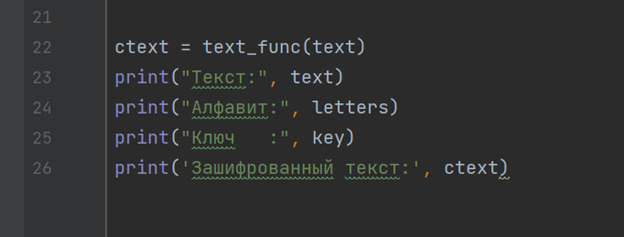 21
22 ctext = text_func(text)
23 print("Текст:", text)
24 print("Алфавит:", letters)
25 print("Ключ   :", key)
26 print('Зашифрованный текст:', ctext)